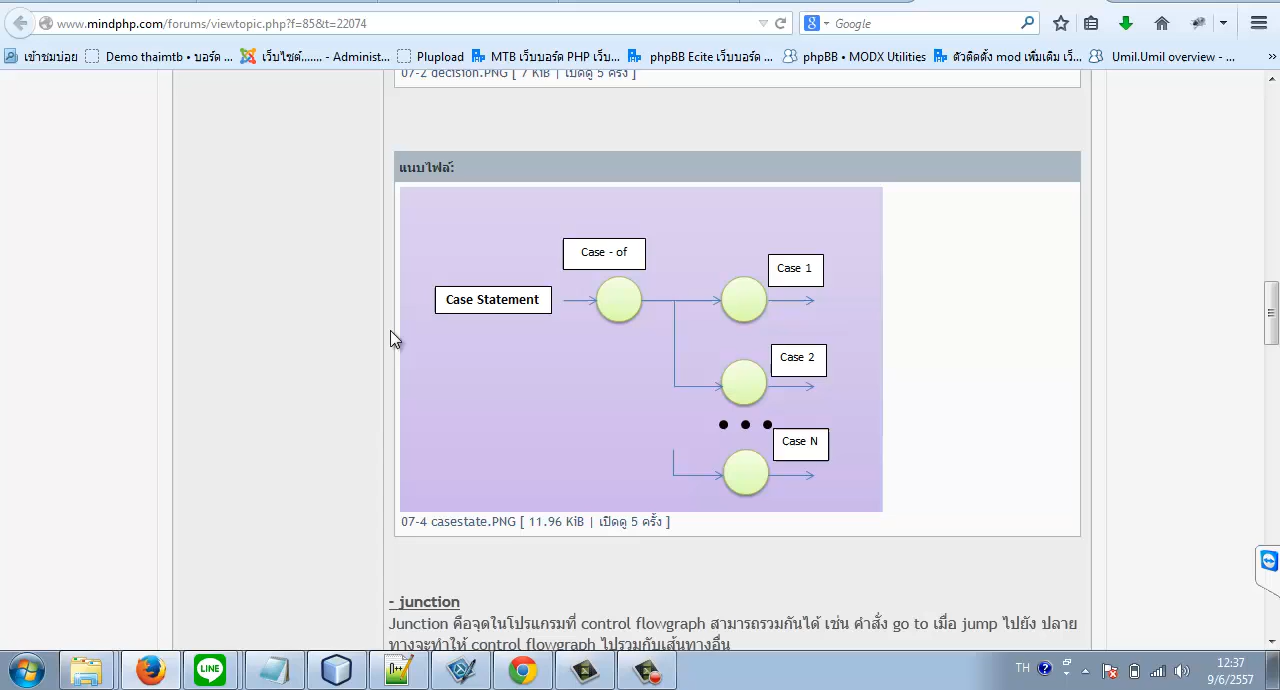 www.mindphp.com/forums/viewtopic.php?f=85&t=22074
Google
เข้าชมบ่อย
Demo thaimtb • บอร์ด ...
เว็บไซต์....... - Administ...
Plupload
MTB เว็บบอร์ด PHP เว็บ...
phpBB Ecite เว็บบอร์ด ...
phpBB • MODX Utilities
ตัวติดตั้ง mod เพิ่มเติม เว็...
Umil.Umil overview - ...
07-2 decision.PNG [ 7 KiB | เปิดดู 5 ครั้ง ]
แนบไฟล์:
Case - of
Case 1
Case Statement
Case 2
Case N
07-4 casestate.PNG [ 11.96 KiB | เปิดดู 5 ครั้ง ]
- junction
Junction คือจุดในโปรแกรมที่ control flowgraph สามารถรวมกันได้ เช่น คำสั่ง go to เมื่อ jump ไปยัง ปลาย
ทางจะทำให้ control flowgraph ไปรวมกับเส้นทางอื่น
LINE
TH
12:37
9/6/2557